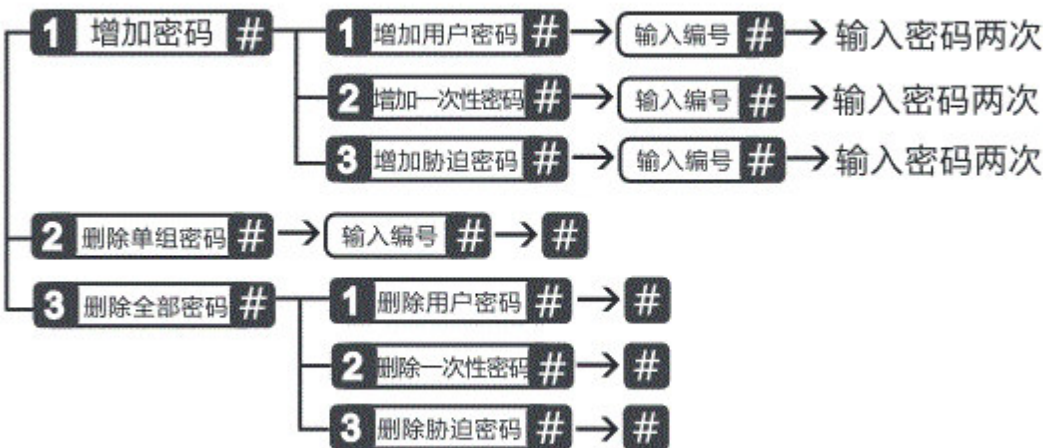 1 增加密码 # 1 增加用户密码 # 输入编号 # 输入密码两次
2 增加一次性密码 # 输入编号 # 输入密码两次
3 增加胁迫密码 # 输入编号 # 输入密码两次
2 删除单组密码 # 输入编号 # #
3 删除全部密码 # 1 删除用户密码 # #
2 删除一次性密码 # #
3 删除胁迫密码 # #